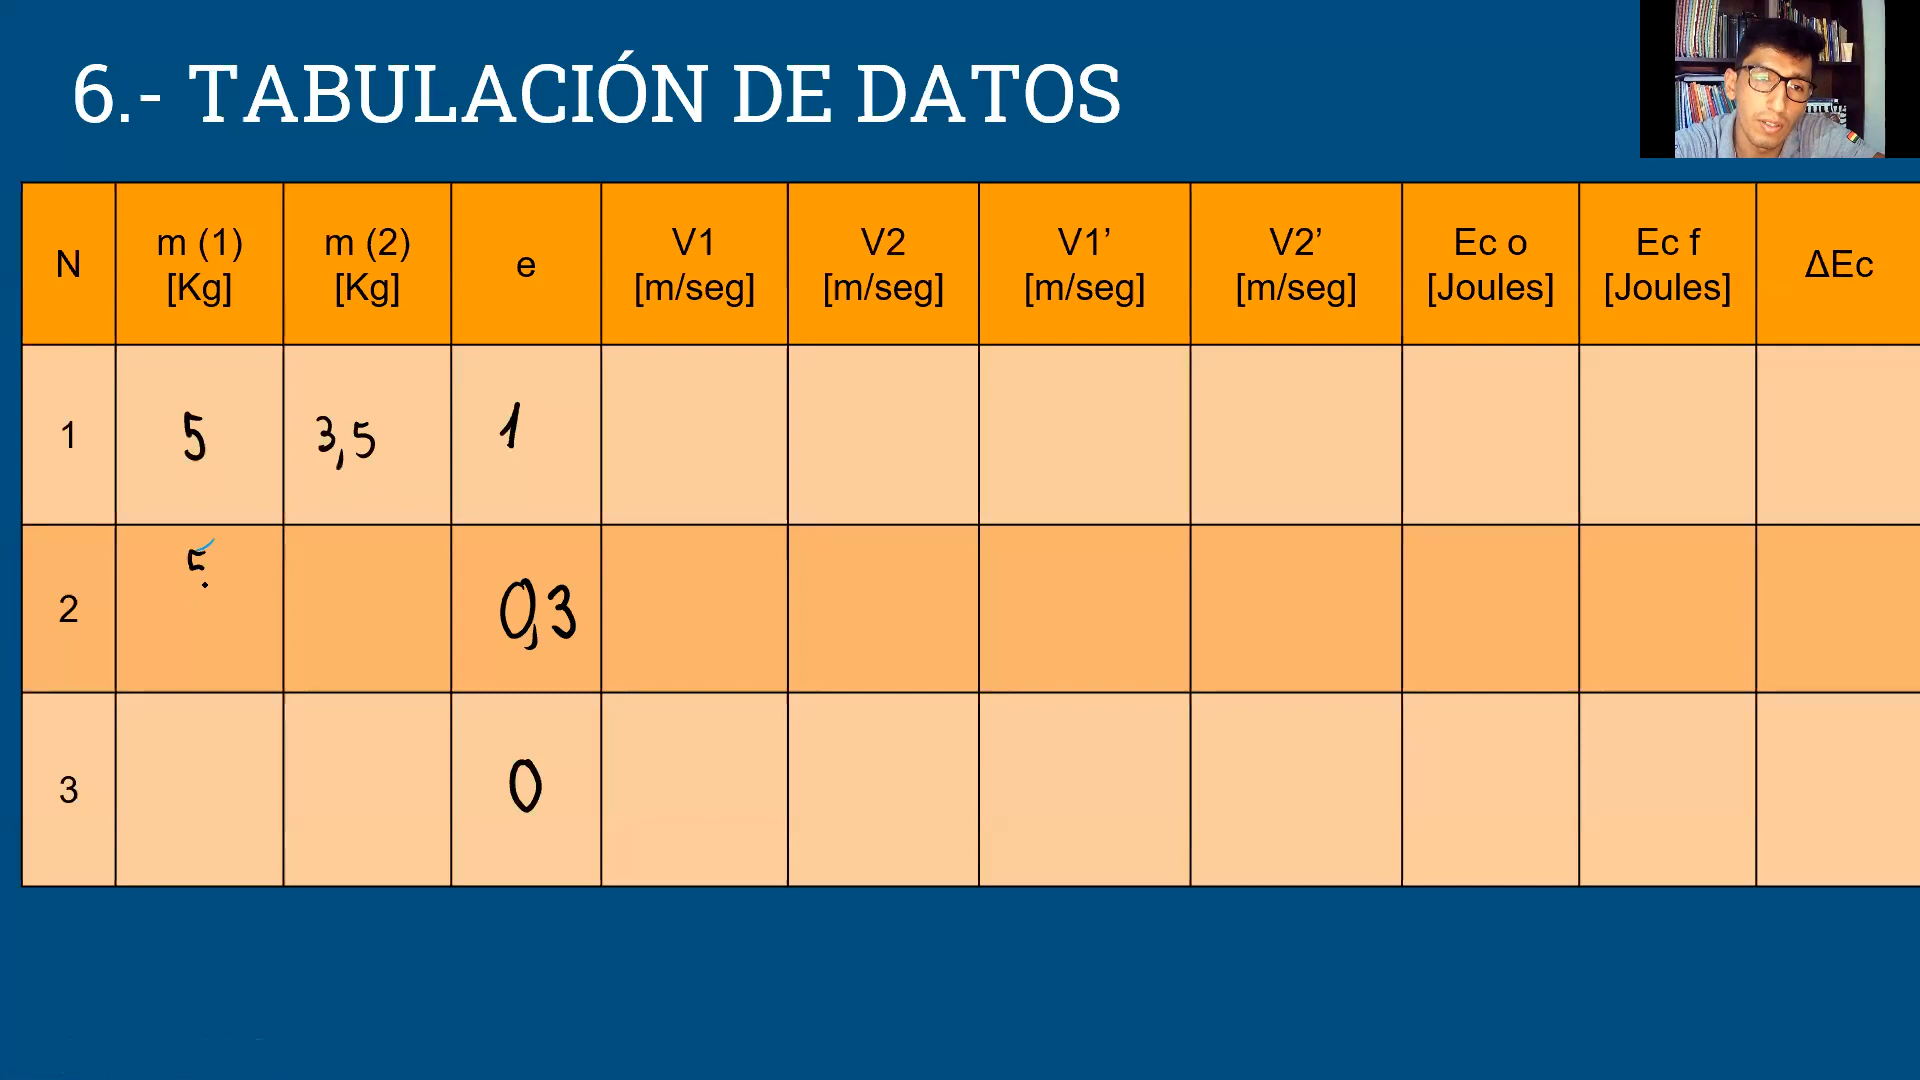 6.- TABULACIÓN DE DATOS
N
m (1)
[Kg]
m (2)
[Kg]
e
V1
[m/seg]
V2
[m/seg]
V1’
[m/seg]
V2’
[m/seg]
Ec o
[Joules]
Ec f
[Joules]
ΔEc
1
5
3,5
1
2
5
0,3
3
0